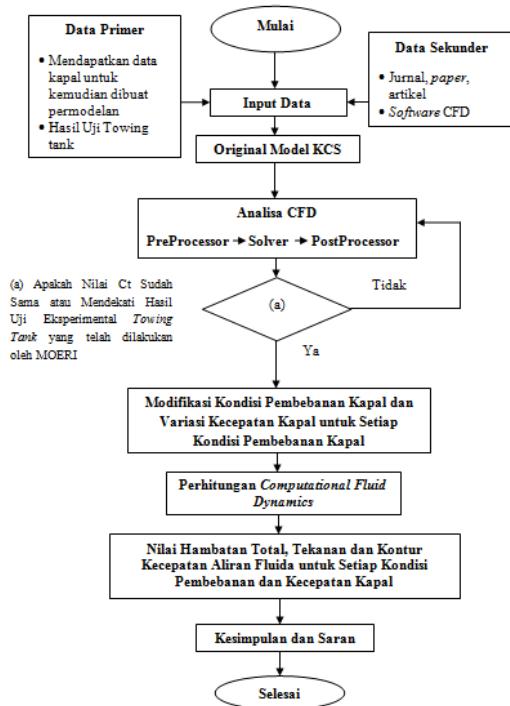 Mulai
Data Primer
• Mendapatkan data
kapal untuk
kemudian dibuat
permodelan
• Hasil Uji Towing
tank
Data Sekunder
• Jurnal, paper,
artikel
• Software CFD
Input Data
Original Model KCS
Analisa CFD
PreProcessor → Solver → PostProcessor
(a) Apakah Nilai Ct Sudah
Sama atau Mendekati Hasil
Uji Eksperimental Towing
Tank yang telah dilakukan
oleh MOERI
(a)
Tidak
Ya
Modifikasi Kondisi Pembebanan Kapal dan
Variasi Kecepatan Kapal untuk Setiap
Kondisi Pembebanan Kapal
Perhitungan Computational Fluid
Dynamics
Nilai Hambatan Total, Tekanan dan Kontur
Kecepatan Aliran Fluida untuk Setiap Kondisi
Pembebanan dan Kecepatan Kapal
Kesimpulan dan Saran
Selesai